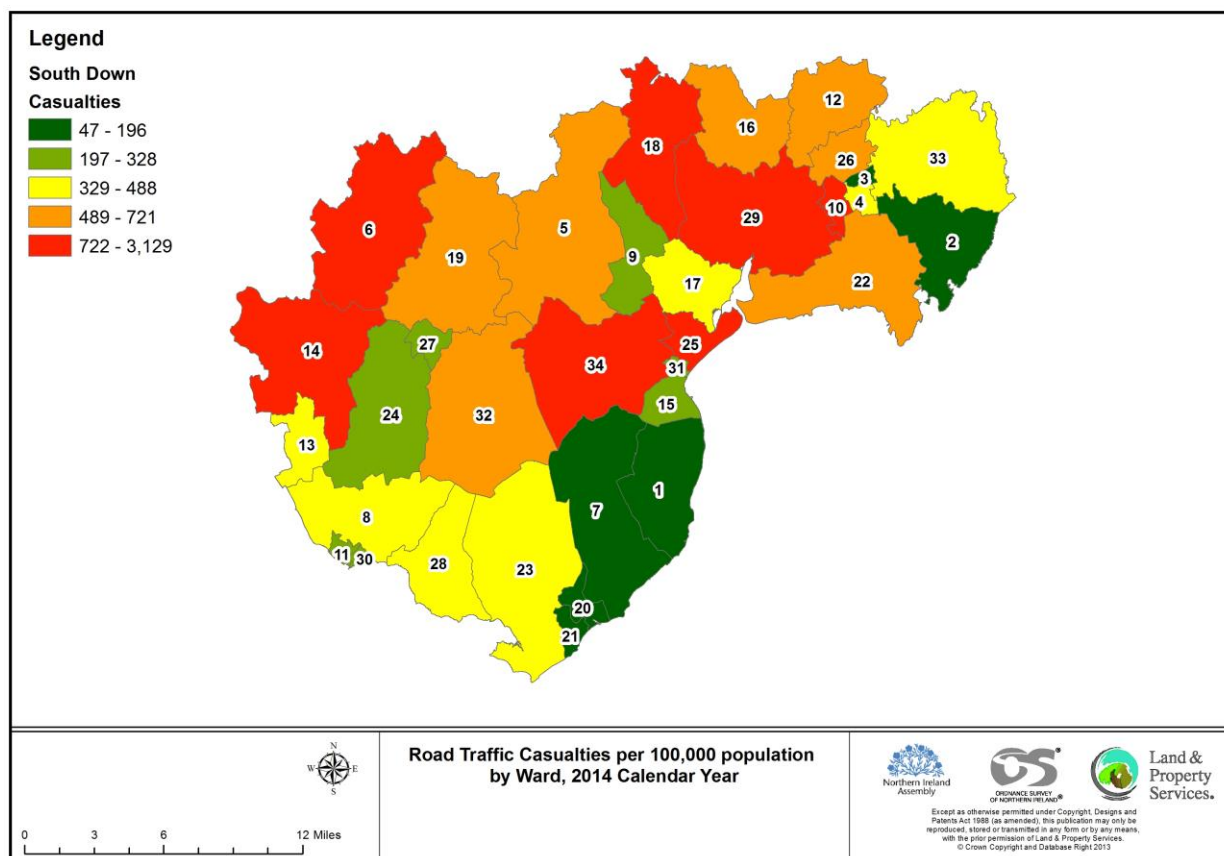 Legend
South Down
Casualties
47 - 196
197 - 328
329 - 488
489 - 721
722 - 3,129
12
16
18
26
33
3
10
4
29
6
5
2
9
19
22
17
25
27
14
34
31
32
15
24
13
1
7
8
11
30
28
23
20
21
N
W E
S
0 3 6 12 Miles
Road Traffic Casualties per 100,000 population
by Ward, 2014 Calendar Year
Northern Ireland
Assembly
OS®
ORDNANCE SURVEY
OF NORTHERN IRELAND®
Land &
Property
Services.
Except as otherwise permitted under Copyright, Designs and
Patents Act 1988 (as amended), this publication may only be
reproduced, stored or transmitted in any form or by any means,
with the prior permission of Land & Property Services.
© Crown Copyright and Database Right 2013